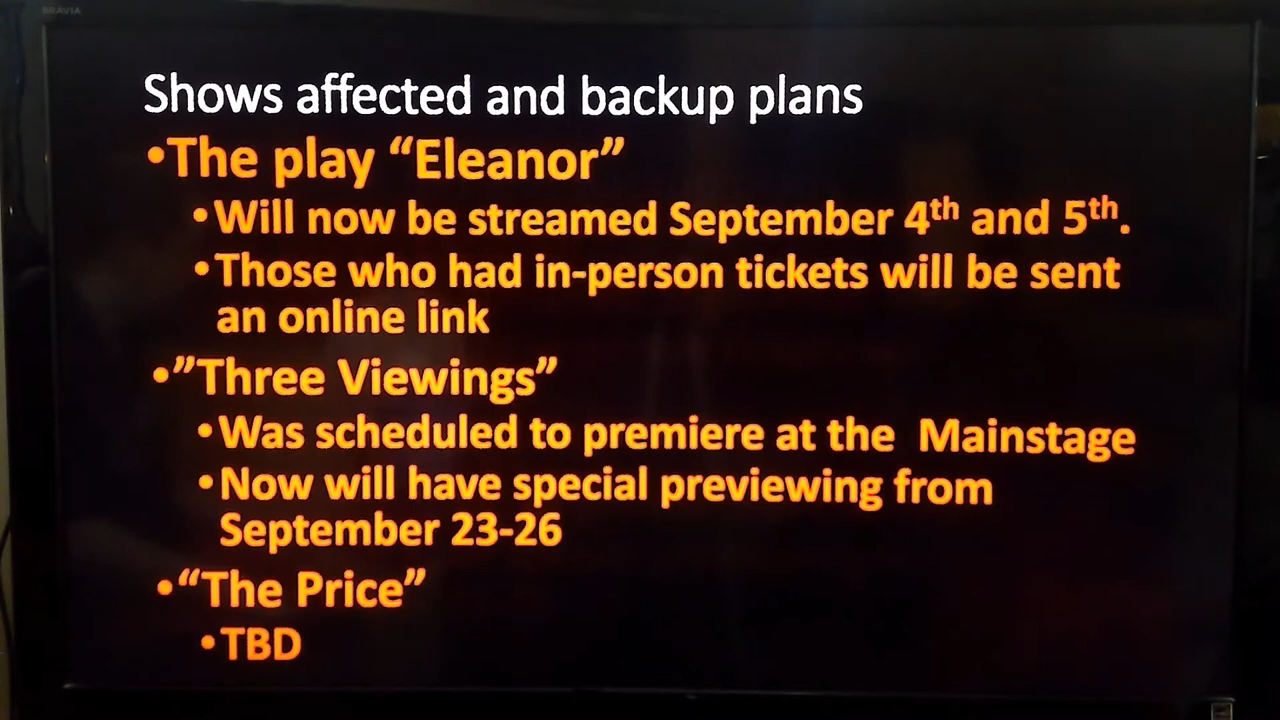 BRAVIA
Shows affected and backup plans
•The play “Eleanor”
•Will now be streamed September 4th and 5th.
•Those who had in-person tickets will be sent
an online link
•”Three Viewings”
•Was scheduled to premiere at the  Mainstage
•Now will have special previewing from
September 23-26
•“The Price”
•TBD